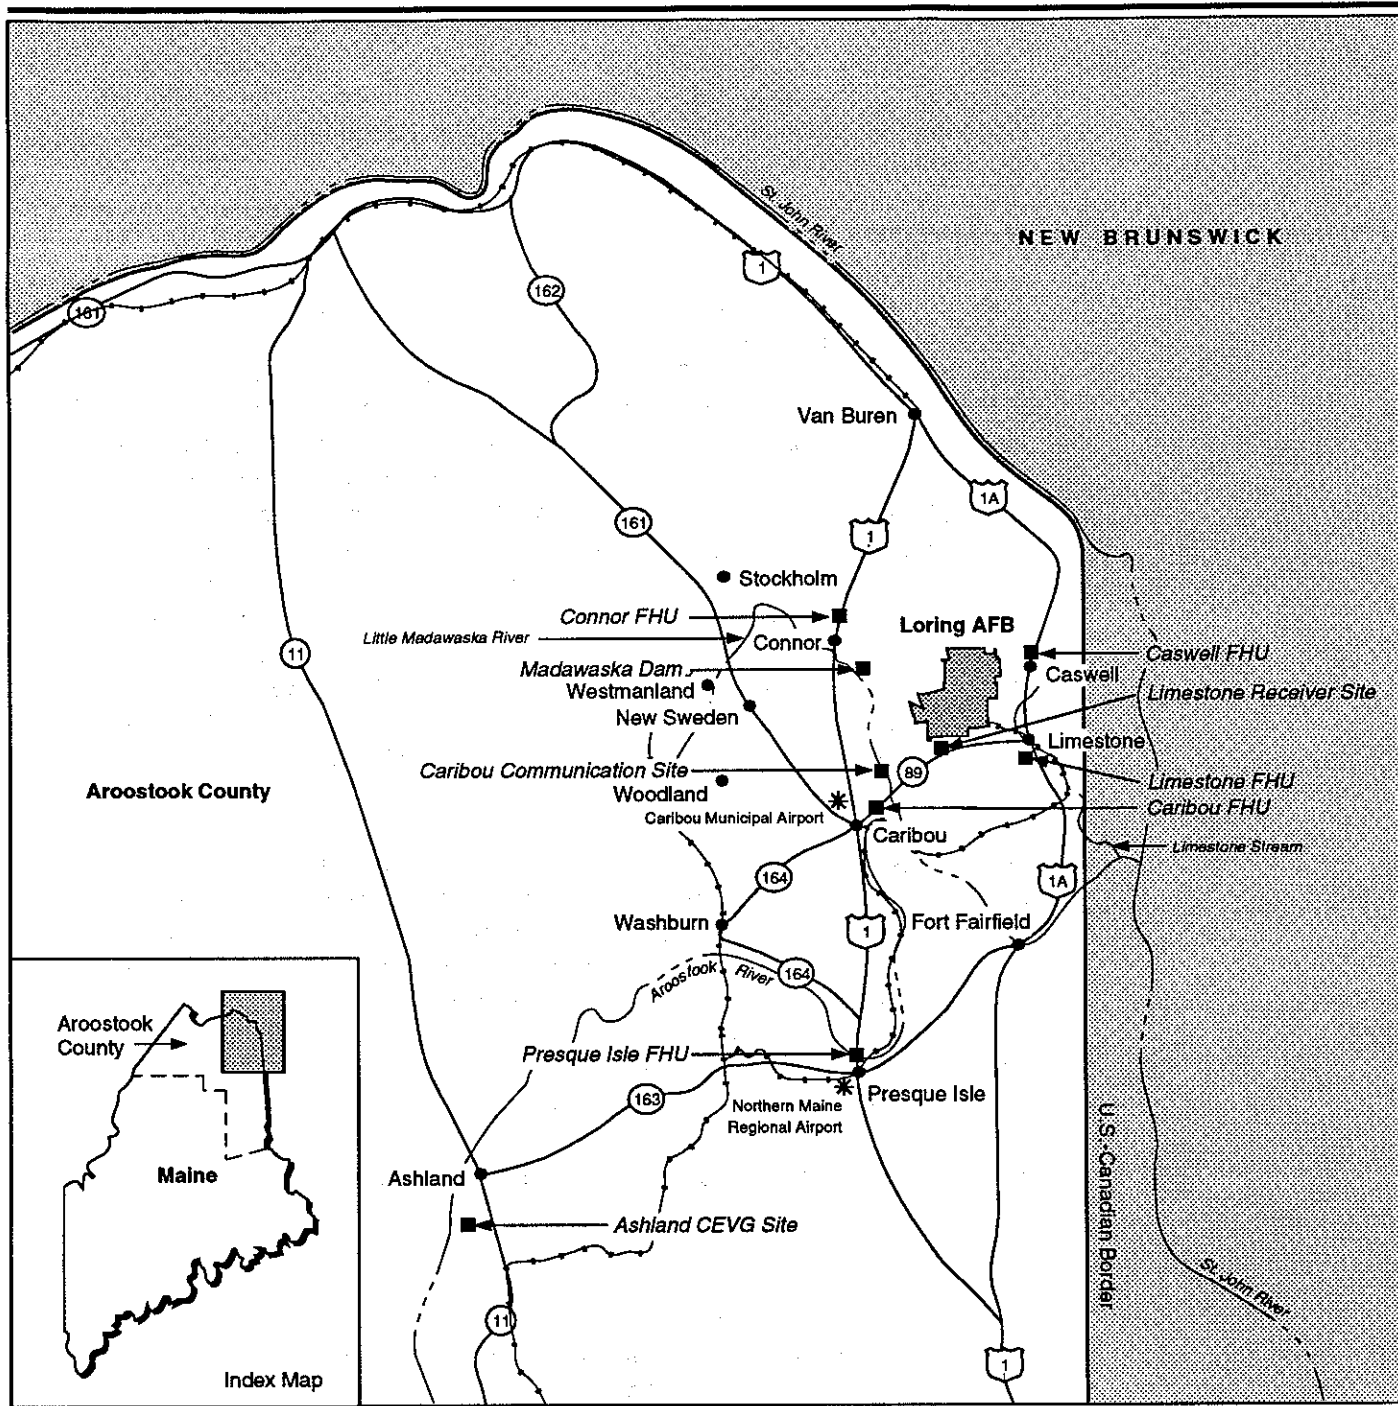 St. John River
NEW BRUNSWICK
1
162
161
Van Buren
1A
161
1
Stockholm
Connor FHU
Loring AFB
Little Madawaska River
Connor
11
Caswell FHU
Madawaska Dam
Caswell
Westmanland
Limestone Receiver Site
New Sweden
Limestone
Caribou Communication Site
89
Limestone FHU
Aroostook County
Woodland
Caribou FHU
Caribou Municipal Airport
Caribou
Limestone Stream
164
1A
Washburn
1
Fort Fairfield
Aroostook River
164
Aroostook
County
Presque Isle FHU
Presque Isle
163
Northern Maine
Regional Airport
U.S.-Canadian Border
Maine
Ashland
Ashland CEVG Site
St. John River
11
1
Index Map